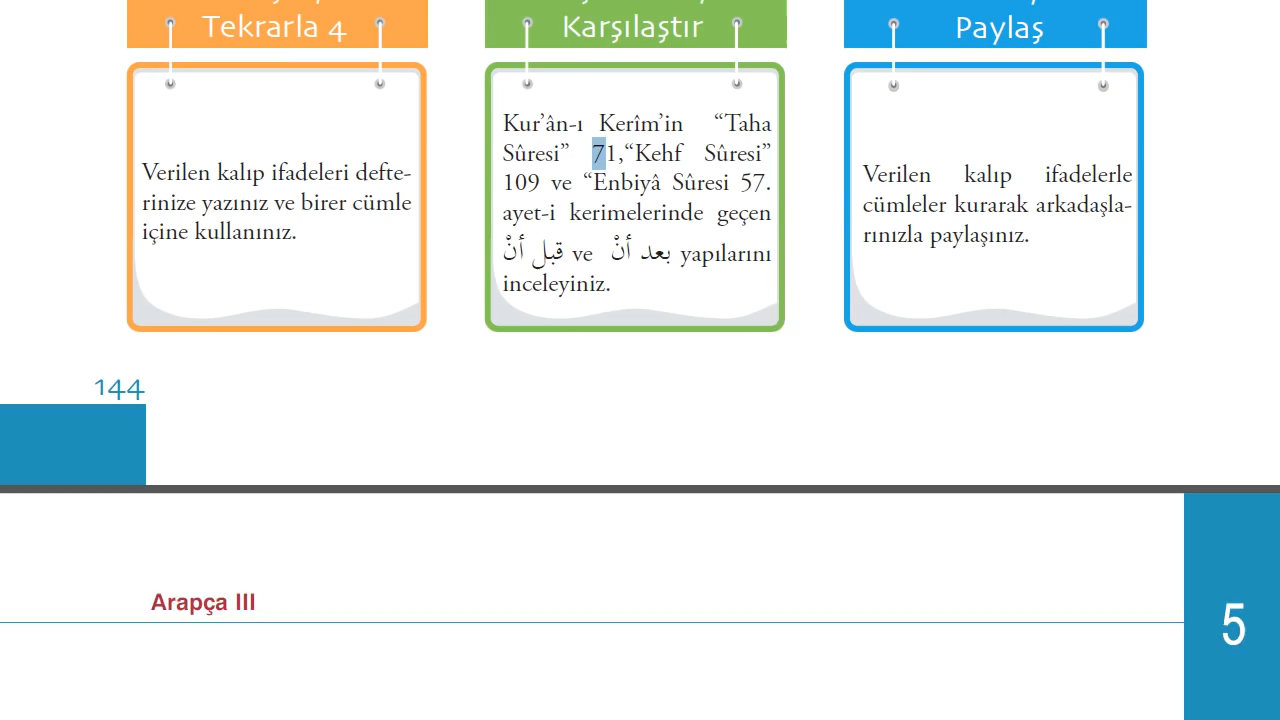 Tekrarla 4
Verilen kalıp ifadeleri defte-
rinize yazınız ve birer cümle
içine kullanınız.
Karşılaştır
Kur’ân-ı Kerîm’in “Taha
Sûresi” 71,“Kehf Sûresi”
109 ve “Enbiyâ Sûresi 57.
ayet-i kerimelerinde geçen
قبل أنْ ve بعد أنْ yapılarını
inceleyiniz.
Paylaş
Verilen kalıp ifadelerle
cümleler kurarak arkadaşla-
rınızla paylaşınız.
144
Arapça III
5